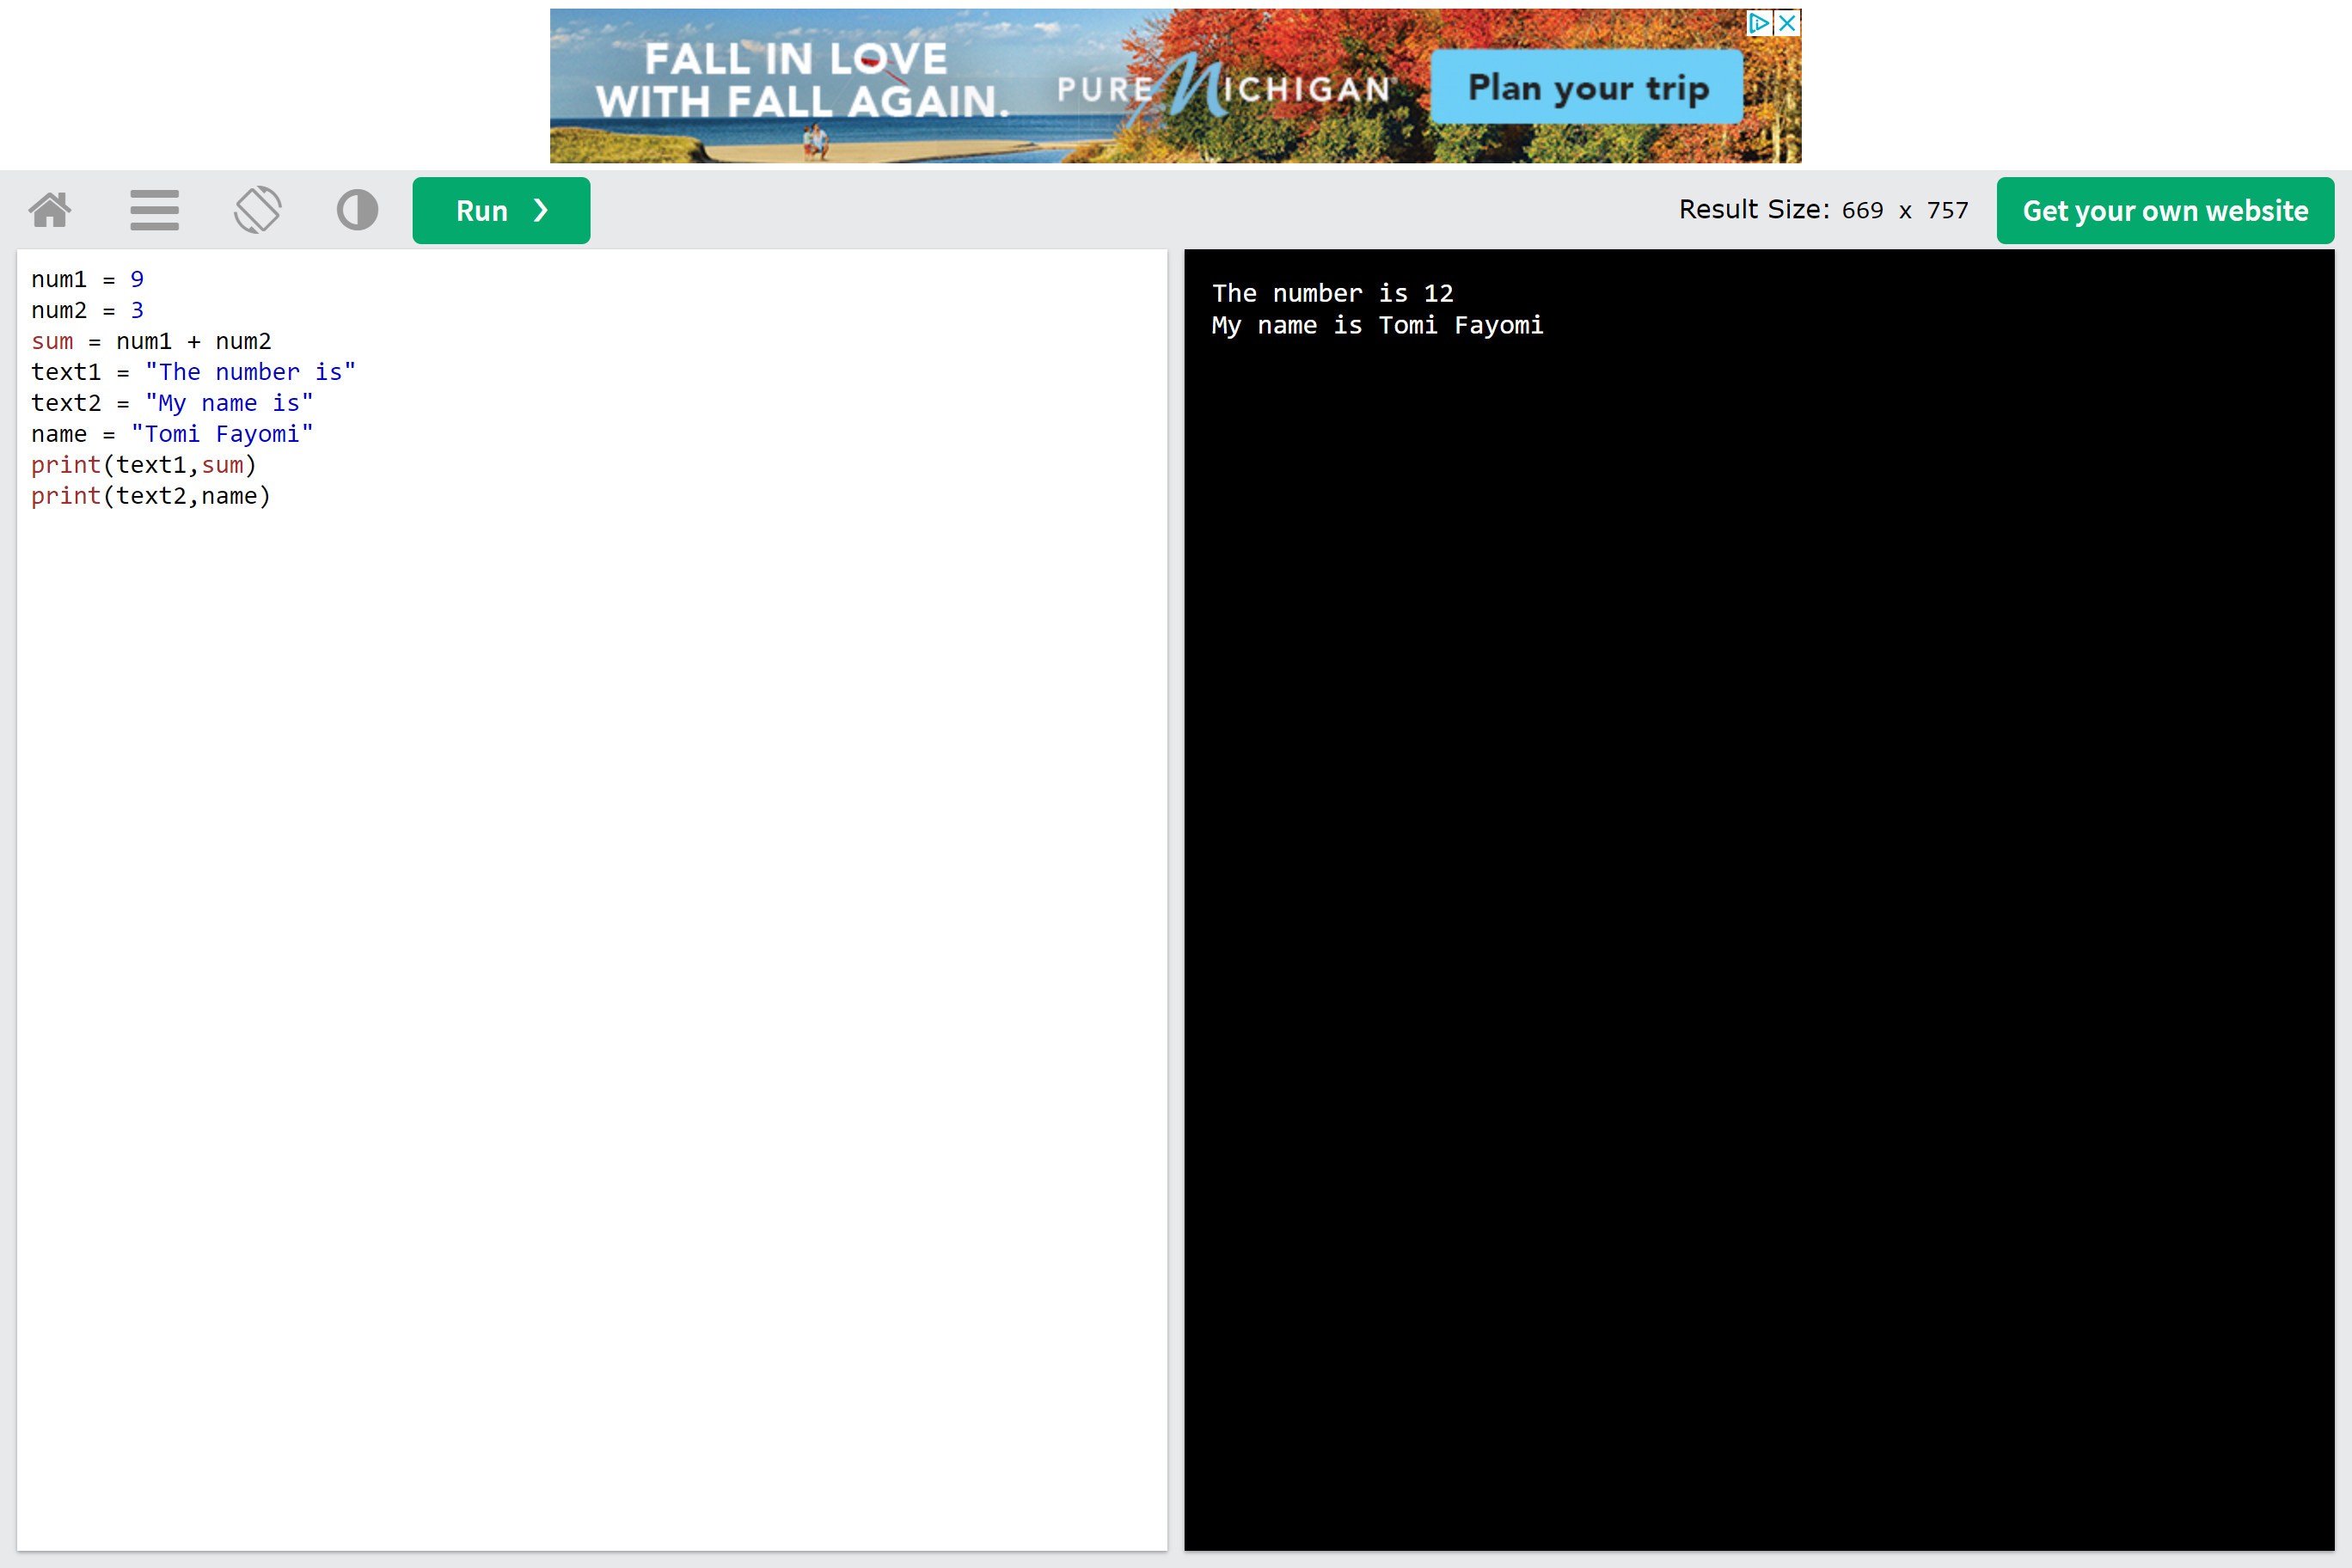 FALL IN LOVE
WITH FALL AGAIN.
PURE MICHIGAN
Plan your trip
Run ❯
Result Size: 669 x 757
Get your own website
num1 = 9
num2 = 3
sum = num1 + num2
text1 = "The number is"
text2 = "My name is"
name = "Tomi Fayomi"
print(text1,sum)
print(text2,name)
The number is 12
My name is Tomi Fayomi